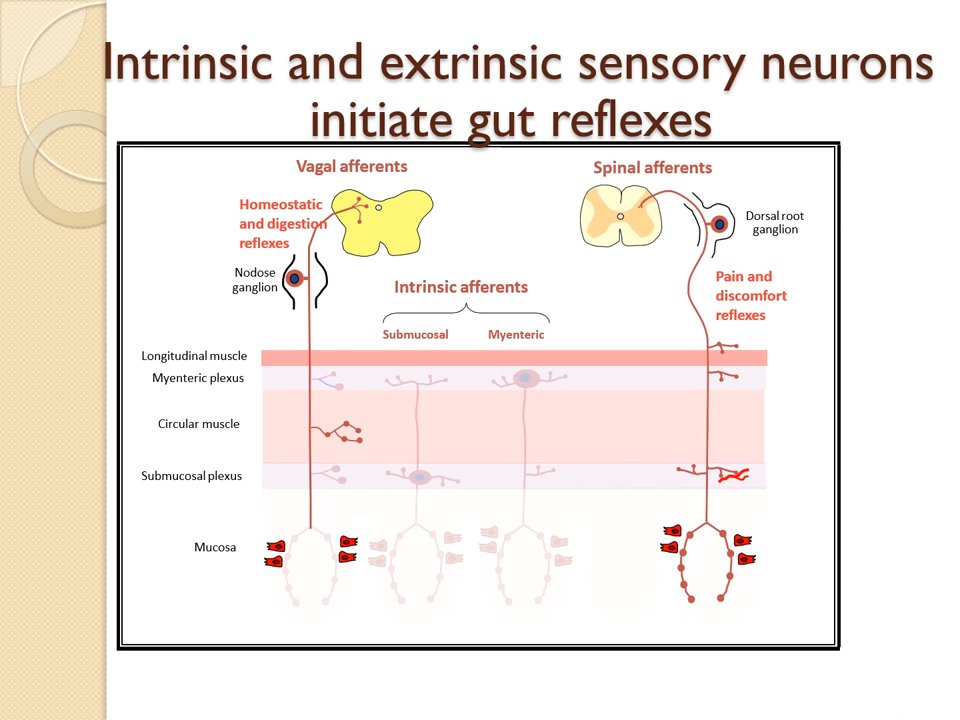 Intrinsic and extrinsic sensory neurons
initiate gut reflexes
Vagal afferents
Spinal afferents
Homeostatic
and digestion
reflexes
Dorsal root
ganglion
Nodose
ganglion
Pain and
discomfort
reflexes
Intrinsic afferents
Submucosal
Myenteric
Longitudinal muscle
Myenteric plexus
Circular muscle
Submucosal plexus
Mucosa